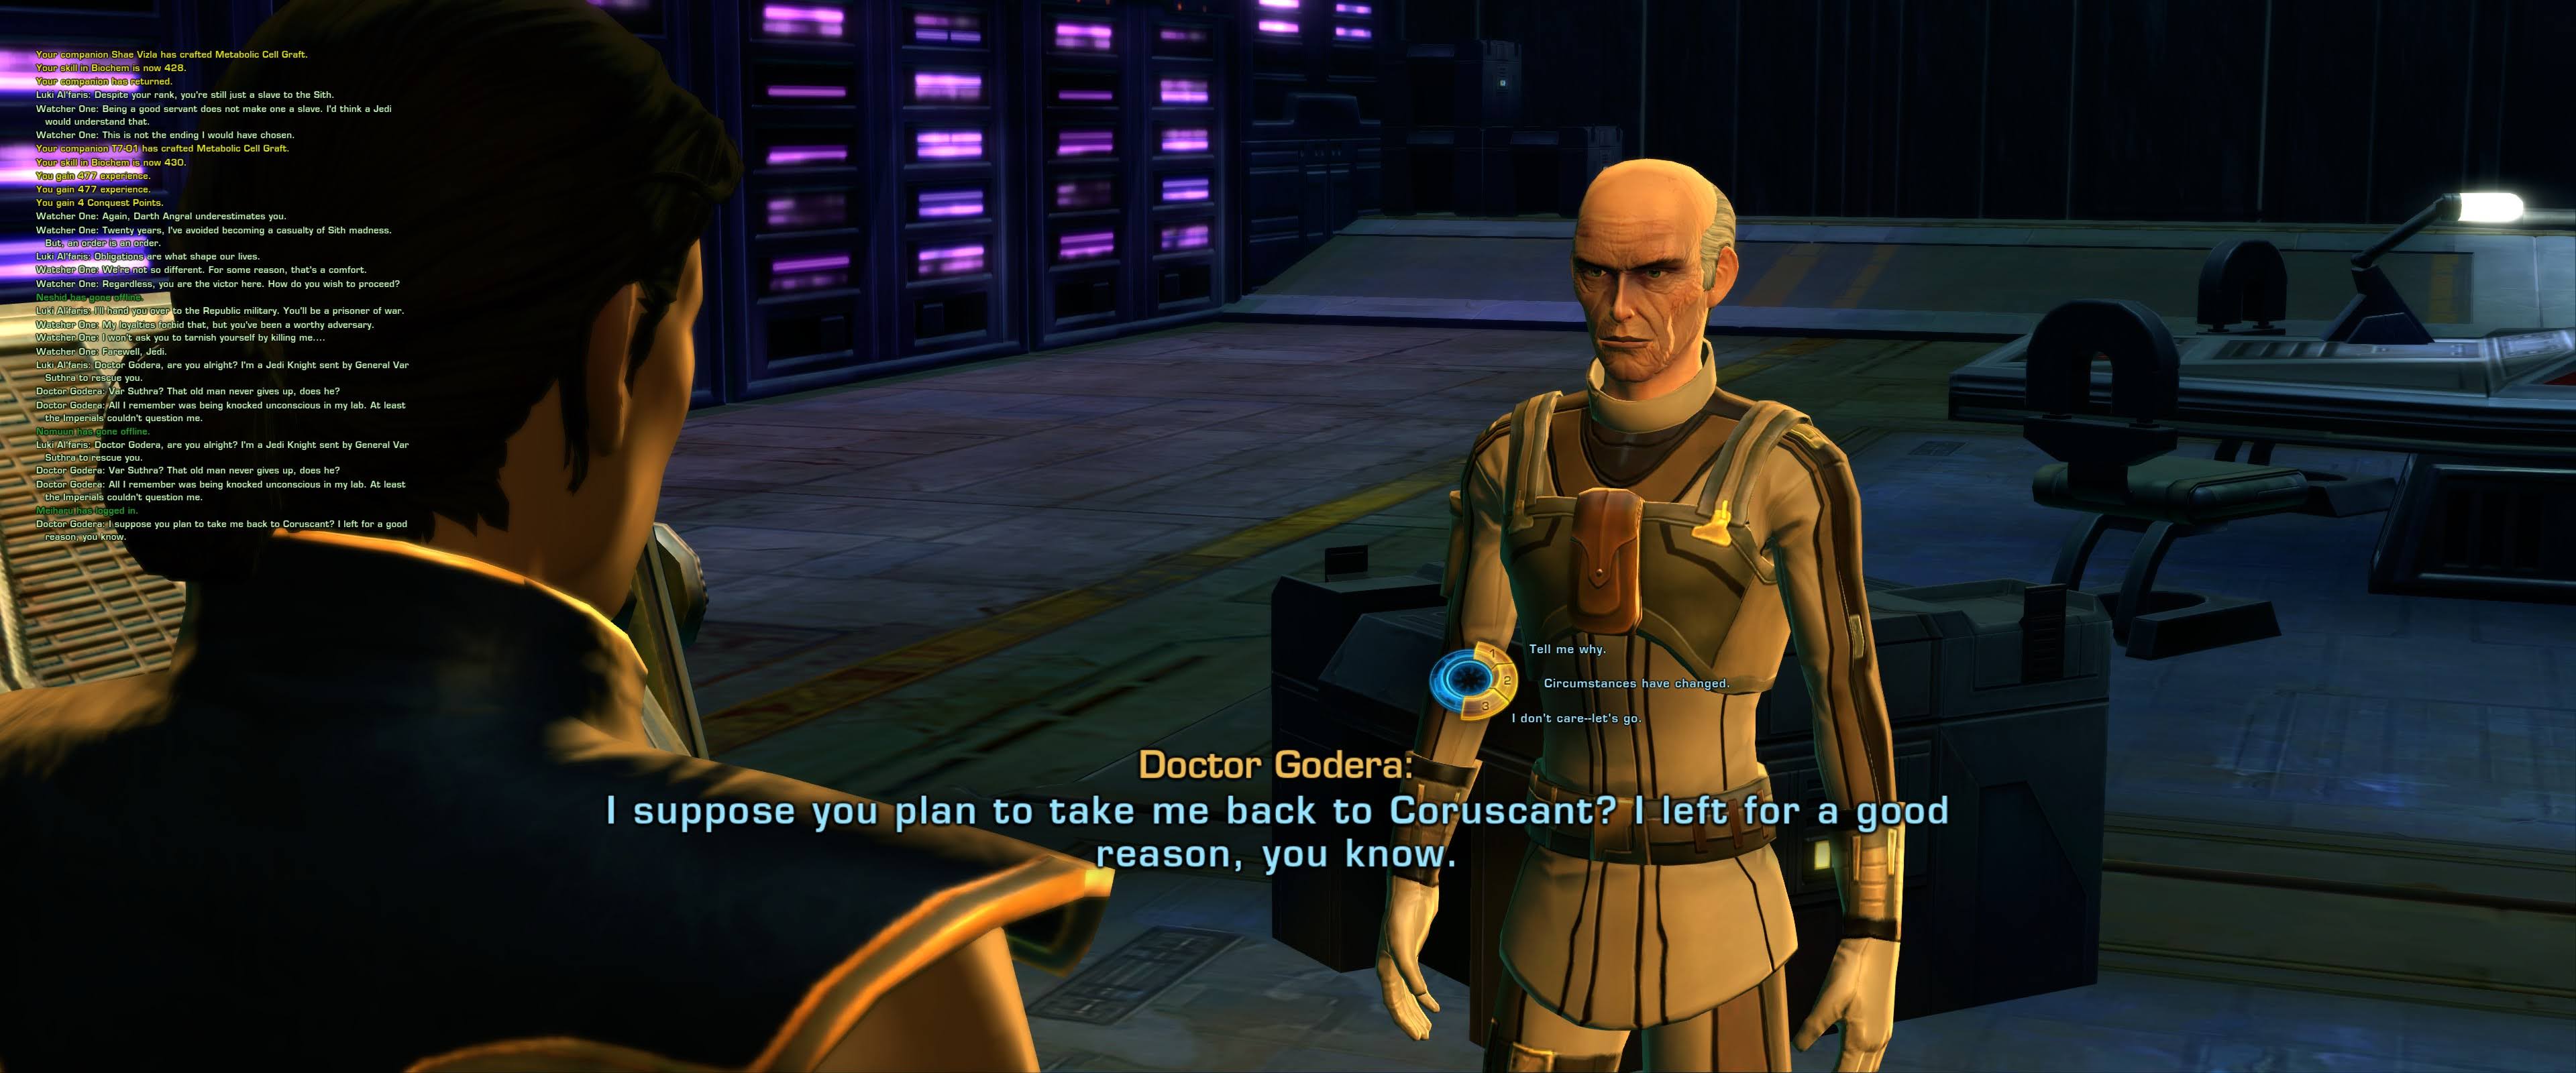 Your companion Shae Vizla has crafted Metabolic Cell Graft.
Your skill in Biochem is now 428.
Your companion has returned.
Luki Al'faris: Despite your rank, you're still just a slave to the Sith.
Watcher One: Being a good servant does not make one a slave. I'd think a Jedi
would understand that.
Watcher One: This is not the ending I would have chosen.
Your companion T7-01 has crafted Metabolic Cell Graft.
Your skill in Biochem is now 430.
You gain 477 experience.
You gain 477 experience.
You gain 4 Conquest Points.
Watcher One: Again, Darth Angral underestimates you.
Watcher One: Twenty years, I've avoided becoming a casualty of Sith madness.
But, an order is an order.
Luki Al'faris: Obligations are what shape our lives.
Watcher One: We're not so different. For some reason, that's a comfort.
Watcher One: Regardless, you are the victor here. How do you wish to proceed?
Neshid has gone offline.
Luki Al'faris: I'll hand you over to the Republic military. You'll be a prisoner of war.
Watcher One: My loyalties forbid that, but you've been a worthy adversary.
Watcher One: I won't ask you to tarnish yourself by killing me....
Watcher One: Farewell, Jedi.
Luki Al'faris: Doctor Godera, are you alright? I'm a Jedi Knight sent by General Var
Suthra to rescue you.
Doctor Godera: Var Suthra? That old man never gives up, does he?
Doctor Godera: All I remember was being knocked unconscious in my lab. At least
the Imperials couldn't question me.
Nomuun has gone offline.
Luki Al'faris: Doctor Godera, are you alright? I'm a Jedi Knight sent by General Var
Suthra to rescue you.
Doctor Godera: Var Suthra? That old man never gives up, does he?
Doctor Godera: All I remember was being knocked unconscious in my lab. At least
the Imperials couldn't question me.
Meiharu has logged in.
Doctor Godera: I suppose you plan to take me back to Coruscant? I left for a good
reason, you know.
1 Tell me why.
2 Circumstances have changed.
3 I don't care--let's go.
Doctor Godera:
I suppose you plan to take me back to Coruscant? I left for a good
reason, you know.